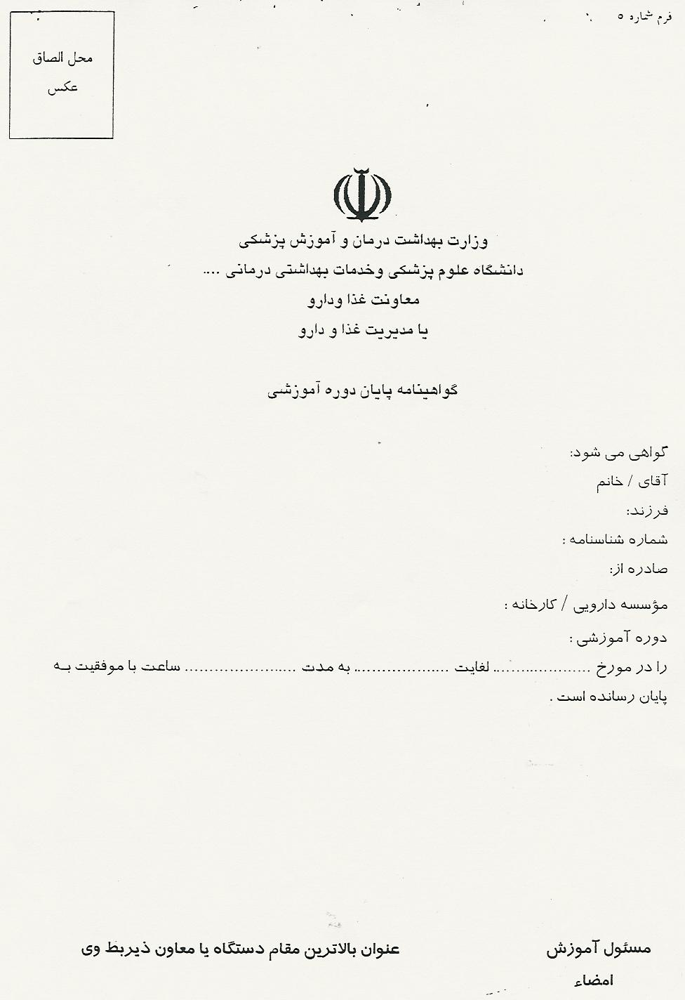 فرم شماره ۵
محل الصاق
عکس
وزارت بهداشت درمان و آموزش پزشکی
دانشگاه علوم پزشکی وخدمات بهداشتی درمانی ....
معاونت غذا ودارو
یا مدیریت غذا و دارو
گواهینامه پایان دوره آموزشی
گواهی می شود:
آقای / خانم
فرزند:
شماره شناسنامه :
صادره از:
مؤسسه دارویی / کارخانه :
دوره آموزشی :
را در مورخ .................... لغایت .................... به مدت ....................... ساعت با موفقیت به
پایان رسانده است .
مسئول آموزش
امضاء
عنوان بالاترین مقام دستگاه یا معاون ذیربط وی